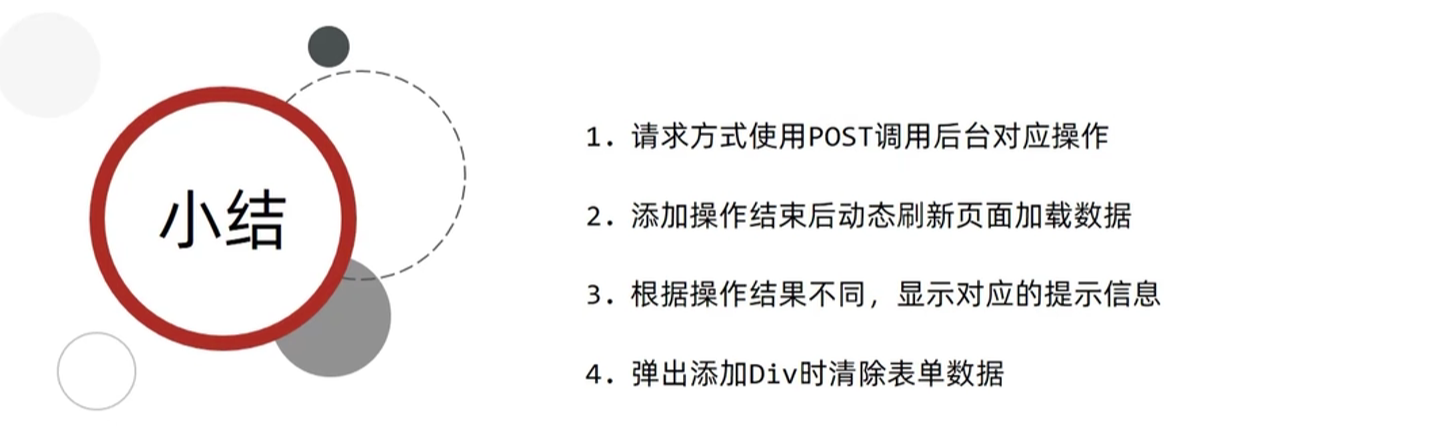 小结
1. 请求方式使用POST调用后台对应操作
2. 添加操作结束后动态刷新页面加载数据
3. 根据操作结果不同，显示对应的提示信息
4. 弹出添加Div时清除表单数据